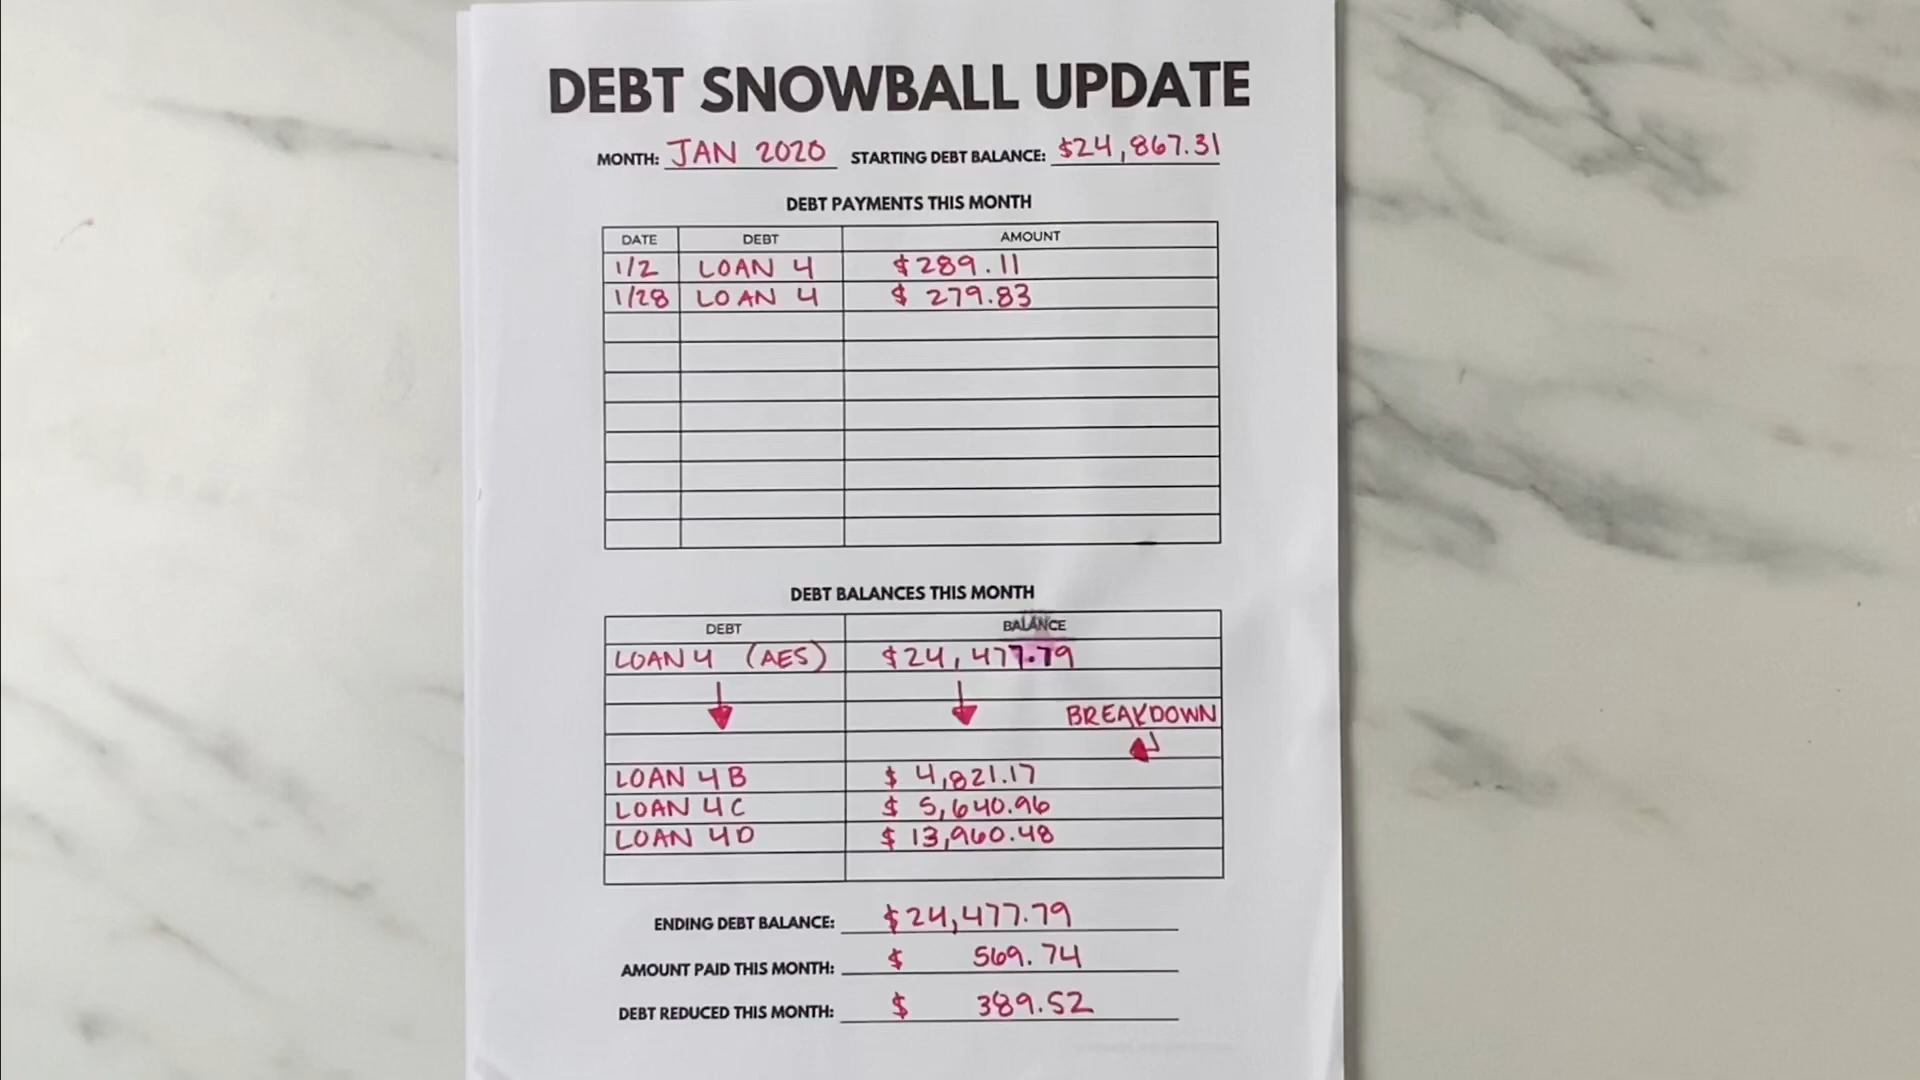 DEBT SNOWBALL UPDATE
MONTH: JAN 2020 STARTING DEBT BALANCE: $24,867.31
DEBT PAYMENTS THIS MONTH
DATE DEBT AMOUNT
1/2 LOAN 4 $289.11
1/28 LOAN 4 $ 279.83
DEBT BALANCES THIS MONTH
DEBT BALANCE
LOAN 4 (AES) $24,477.79
BREAKDOWN
LOAN 4B $ 4,821.17
LOAN 4C $ 5,640.96
LOAN 4D $ 13,960.48
ENDING DEBT BALANCE: $24,477.79
AMOUNT PAID THIS MONTH: $ 569.74
DEBT REDUCED THIS MONTH: $ 389.52